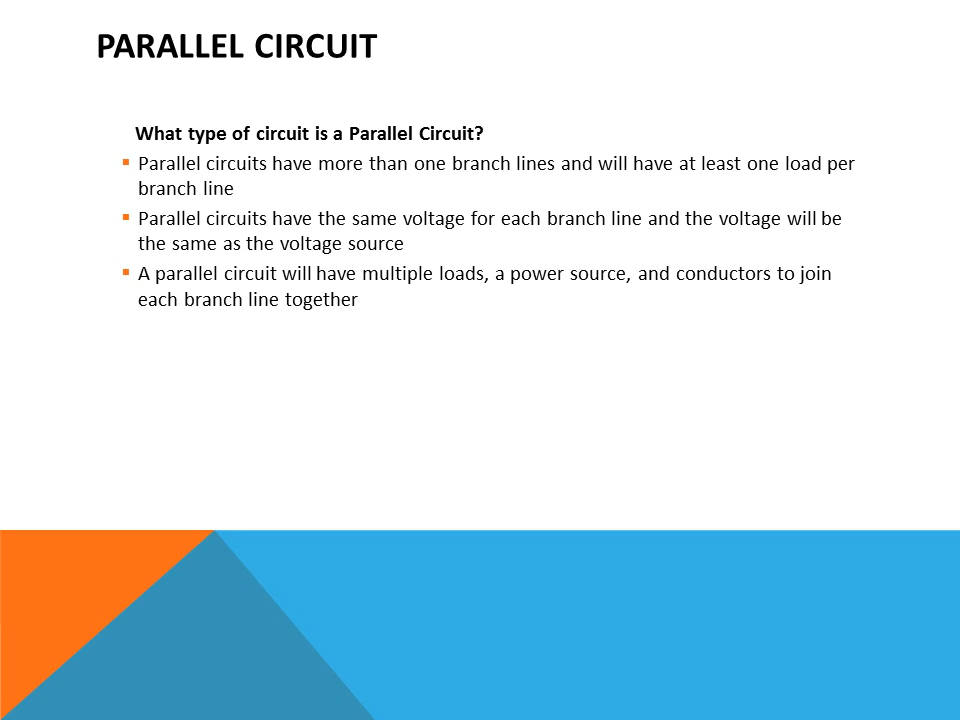 PARALLEL CIRCUIT
What type of circuit is a Parallel Circuit?
▪ Parallel circuits have more than one branch lines and will have at least one load per
branch line
▪ Parallel circuits have the same voltage for each branch line and the voltage will be
the same as the voltage source
▪ A parallel circuit will have multiple loads, a power source, and conductors to join
each branch line together